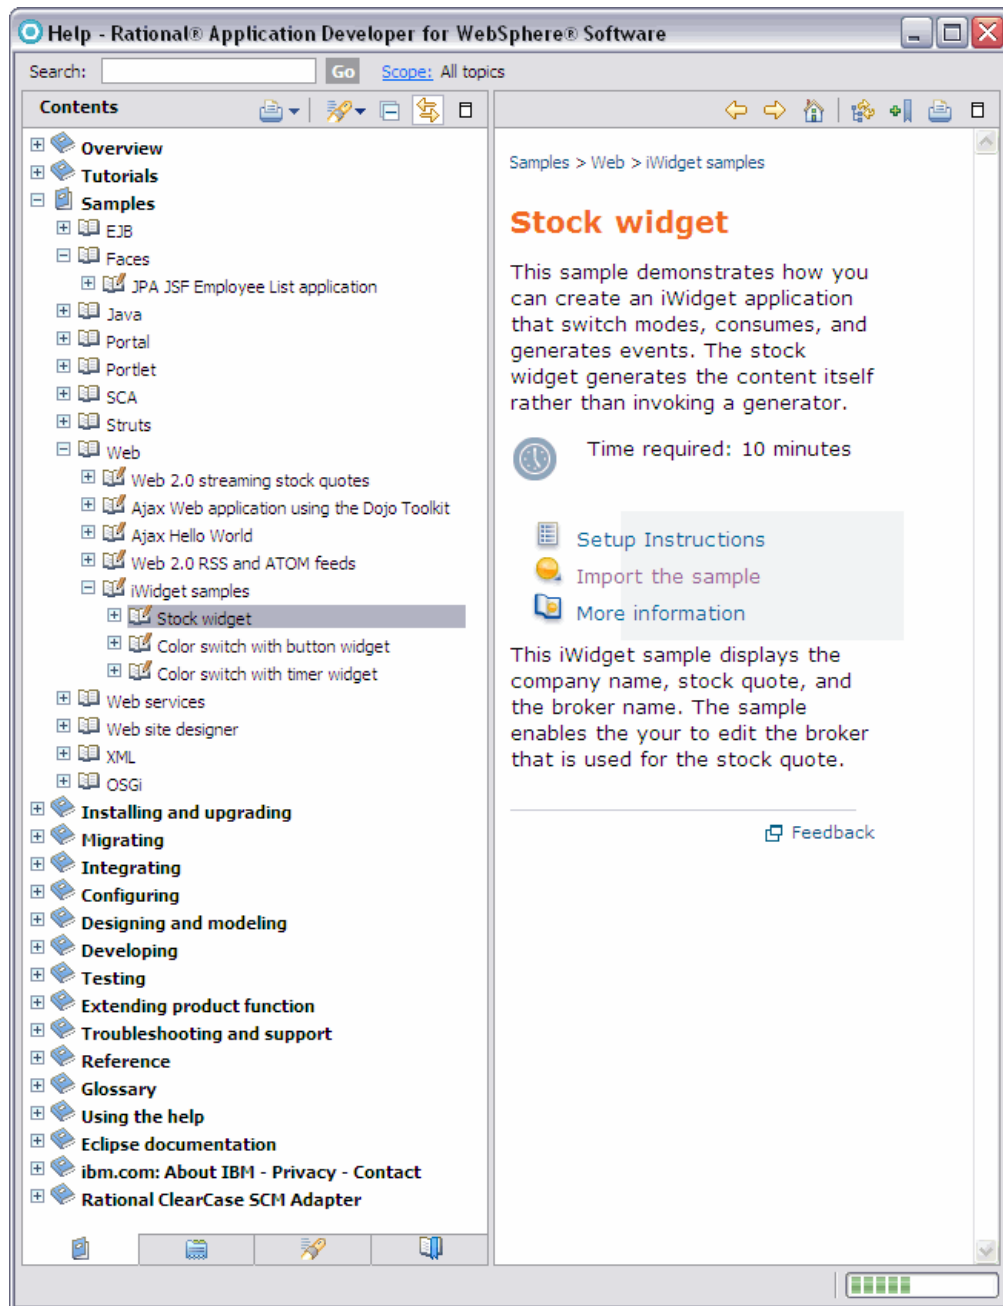 Help - Rational® Application Developer for WebSphere® Software
Search:
Go
Scope: All topics
Contents
Overview
Tutorials
Samples
EJB
Faces
JPA JSF Employee List application
Java
Portal
Portlet
SCA
Struts
Web
Web 2.0 streaming stock quotes
Ajax Web application using the Dojo Toolkit
Ajax Hello World
Web 2.0 RSS and ATOM feeds
iWidget samples
Stock widget
Color switch with button widget
Color switch with timer widget
Web services
Web site designer
XML
OSGi
Installing and upgrading
Migrating
Integrating
Configuring
Designing and modeling
Developing
Testing
Extending product function
Troubleshooting and support
Reference
Glossary
Using the help
Eclipse documentation
ibm.com: About IBM - Privacy - Contact
Rational ClearCase SCM Adapter
Samples > Web > iWidget samples
Stock widget
This sample demonstrates how you
can create an iWidget application
that switch modes, consumes, and
generates events. The stock
widget generates the content itself
rather than invoking a generator.
Time required: 10 minutes
Setup Instructions
Import the sample
More information
This iWidget sample displays the
company name, stock quote, and
the broker name. The sample
enables the your to edit the broker
that is used for the stock quote.
Feedback